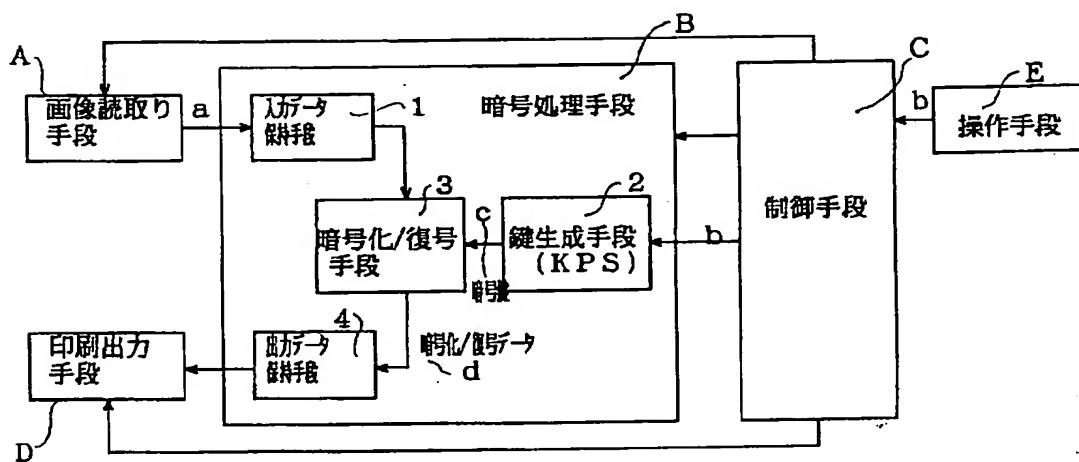 A
画像読取り
手段
a
入力データ
保持手段
1
B
暗号処理手段
C
制御手段
b
E
操作手段
3
暗号化/復号
手段
c
暗号鍵
2
鍵生成手段
(KPS)
b
4
出力データ
保持手段
暗号化/復号データ
d
印刷出力
手段
D